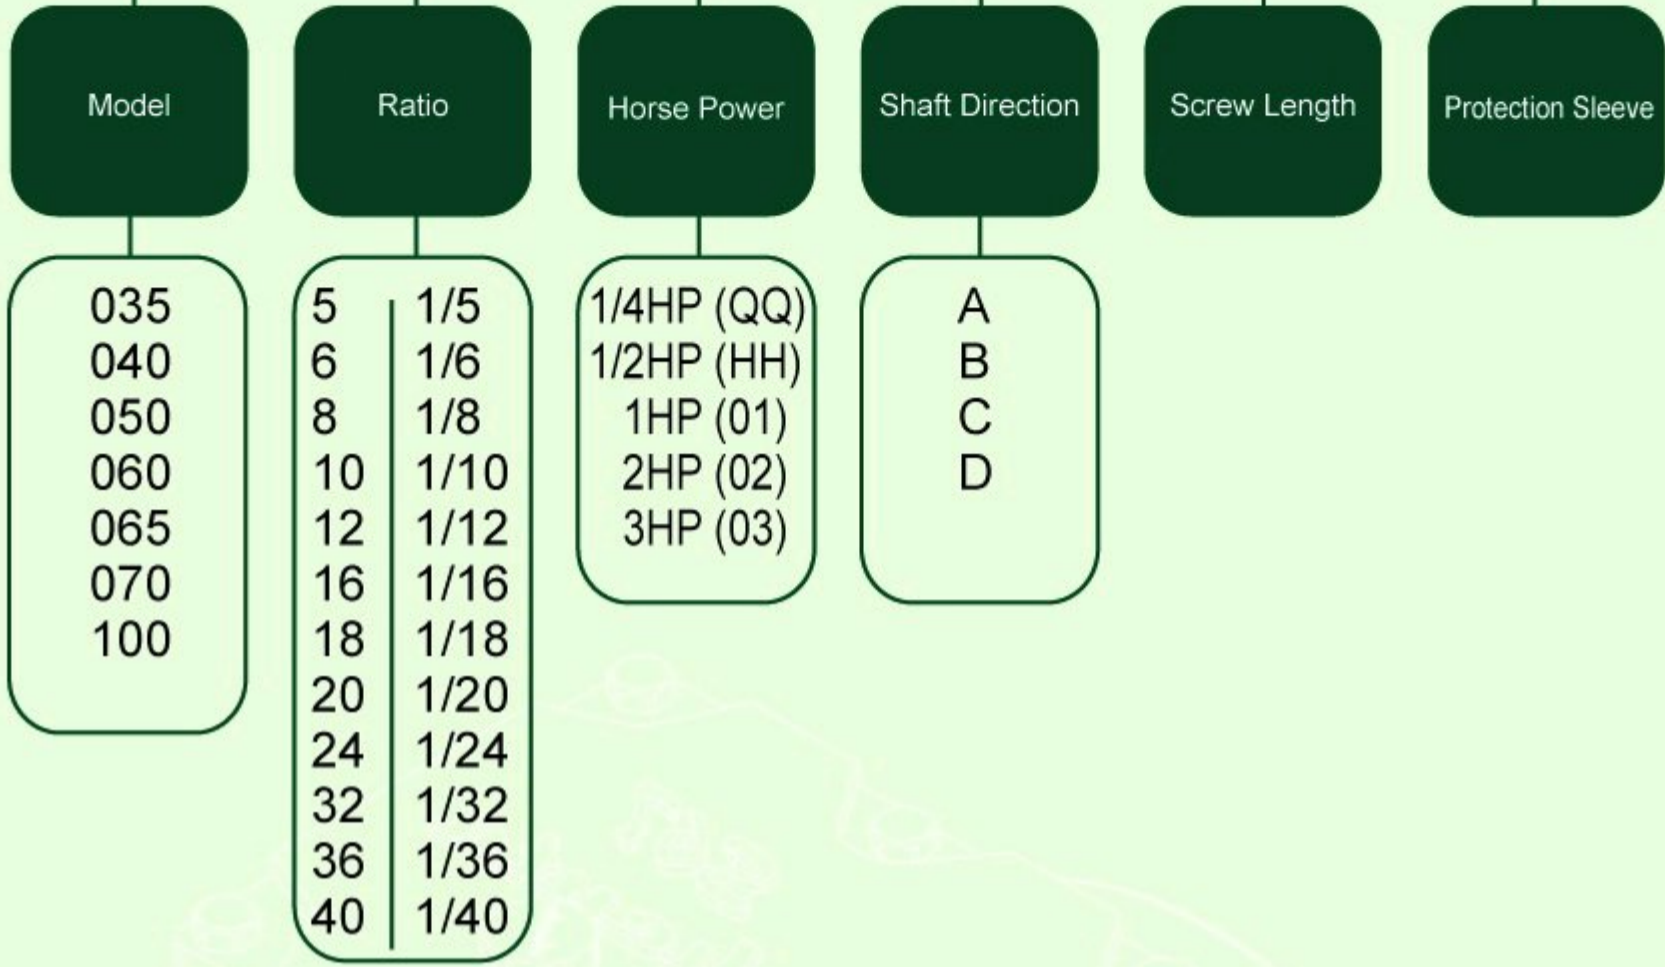 Model
Ratio
Horse Power
Shaft Direction
Screw Length
Protection Sleeve
035
040
050
060
065
070
100
5 1/5
6 1/6
8 1/8
10 1/10
12 1/12
16 1/16
18 1/18
20 1/20
24 1/24
32 1/32
36 1/36
40 1/40
1/4HP (QQ)
1/2HP (HH)
1HP (01)
2HP (02)
3HP (03)
A
B
C
D